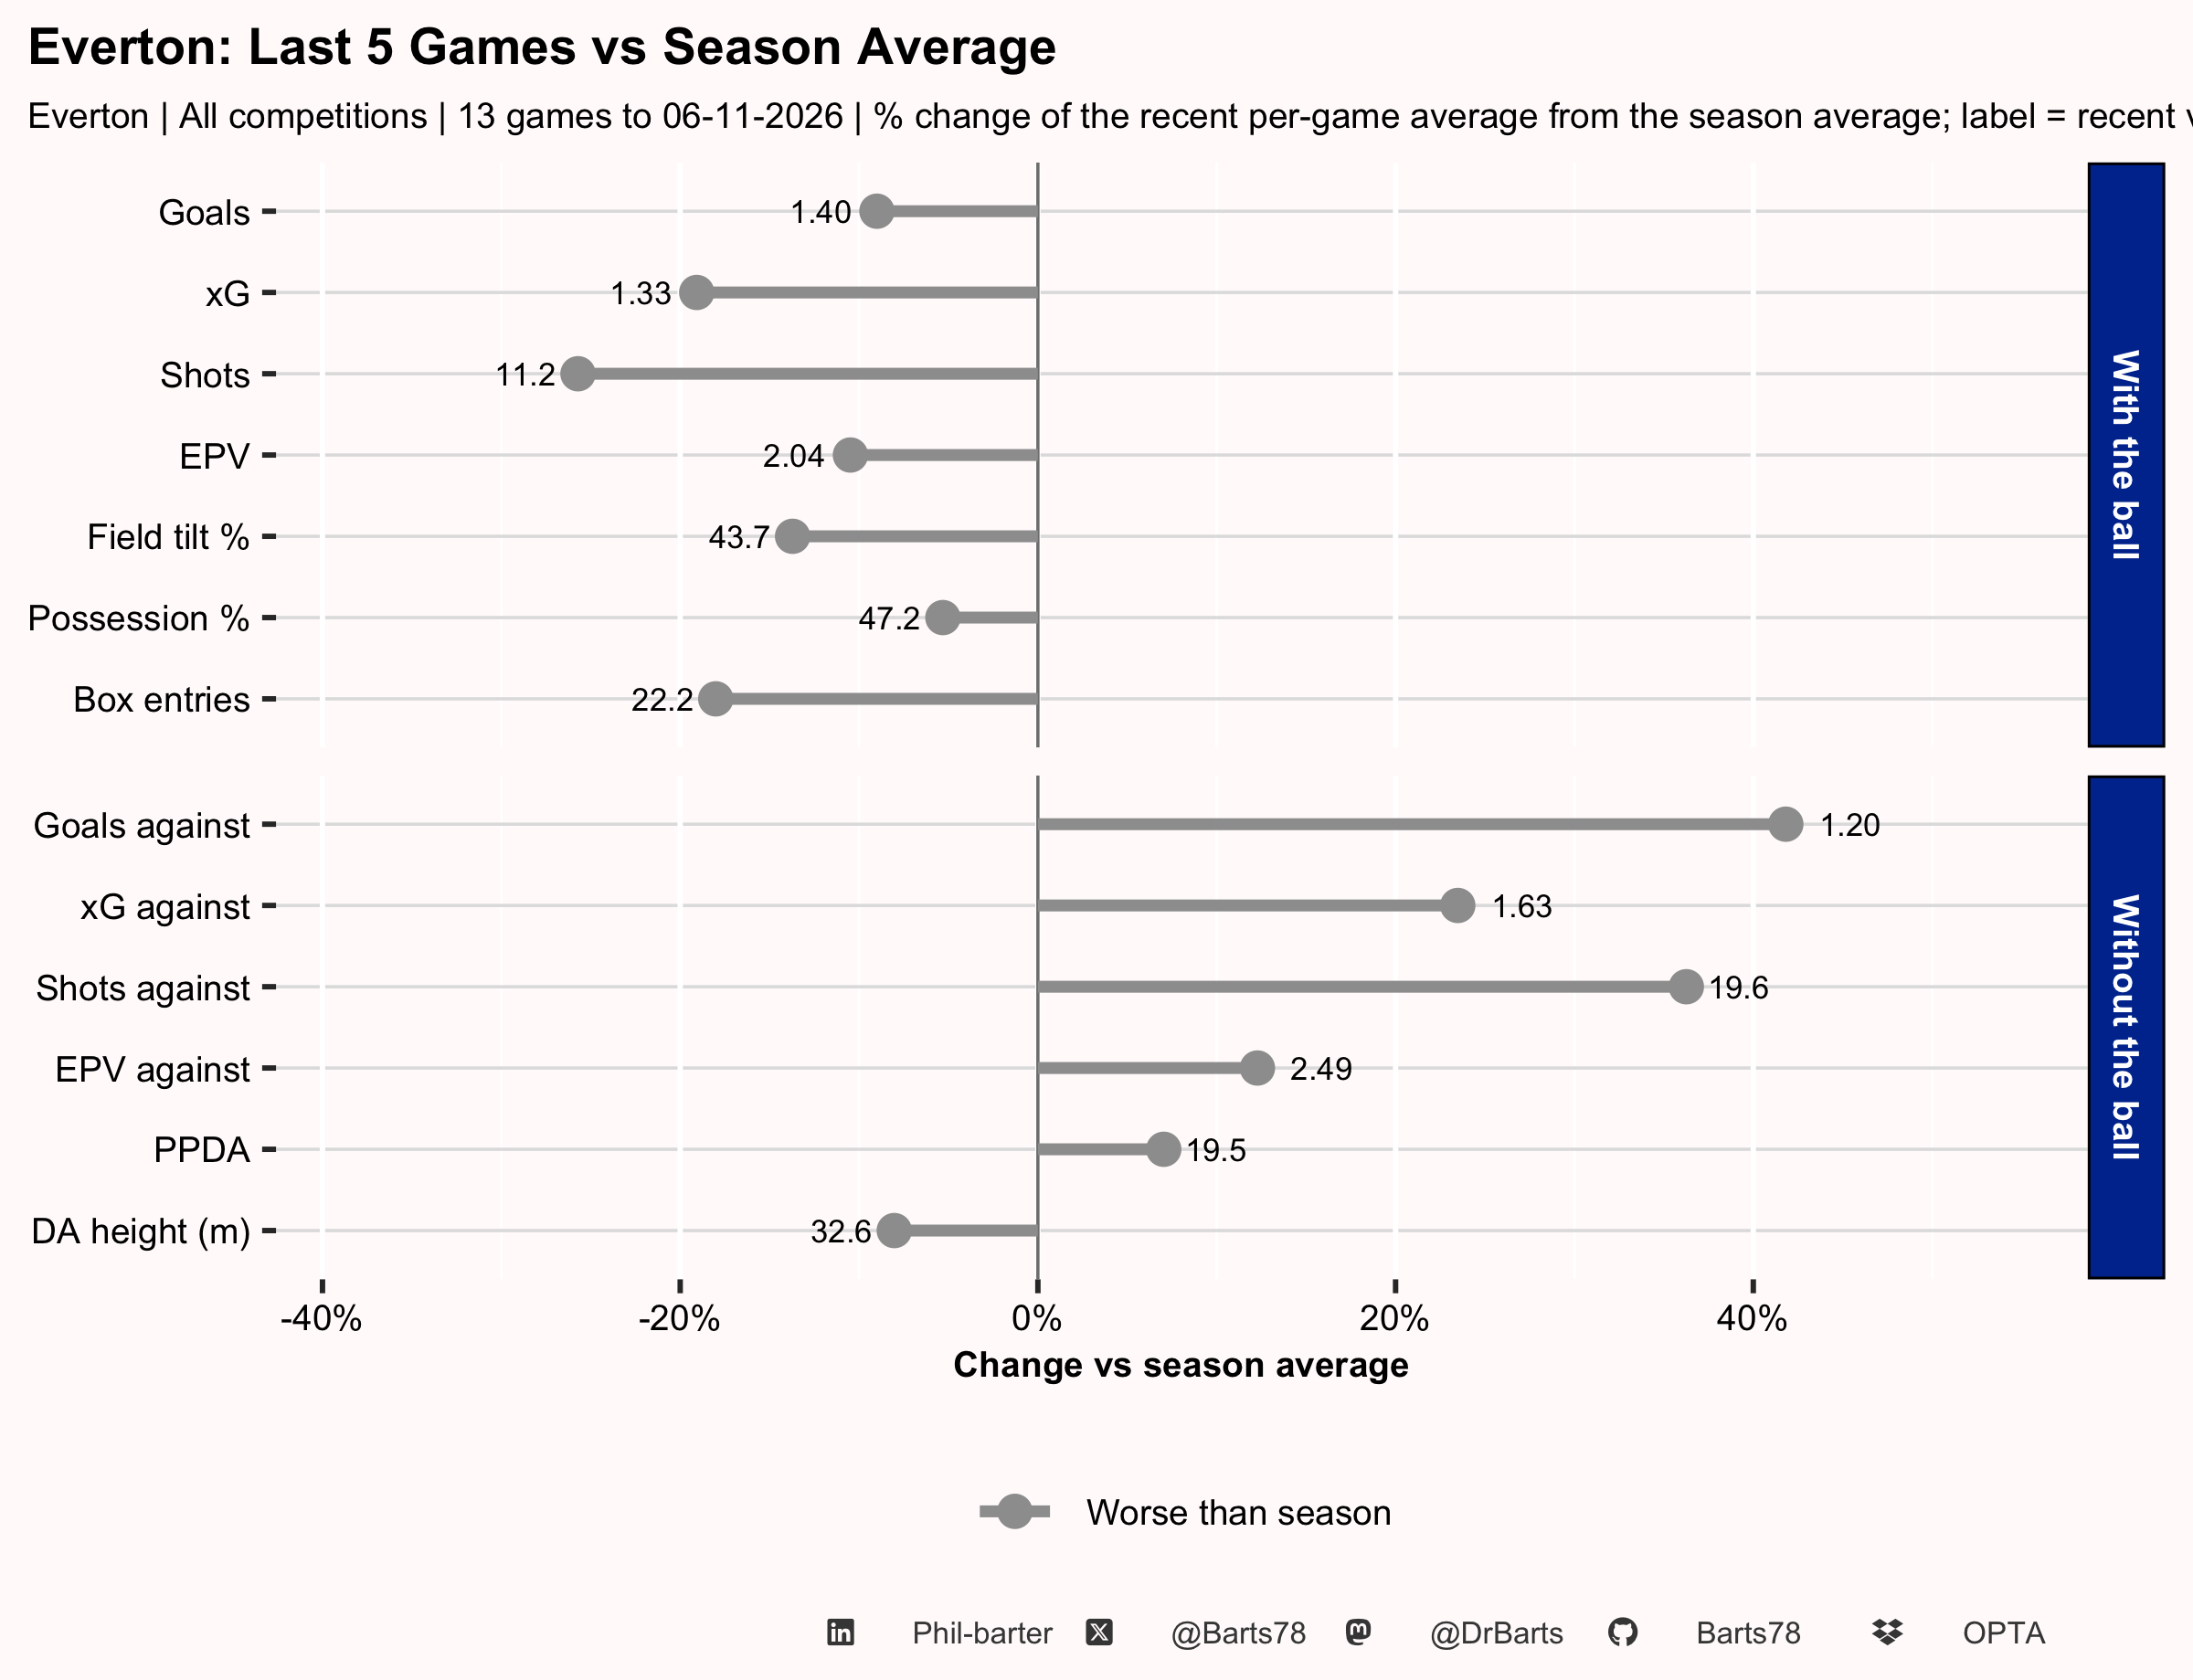 Everton: Last 5 Games vs Season Average
Everton | All competitions | 13 games to 06-11-2026 | % change of the recent per-game average from the season average; label = recent
Goals
1.40
xG
1.33
Shots
11.2
EPV
2.04
Field tilt %
43.7
Possession %
47.2
Box entries
22.2
With the ball
Goals against
1.20
xG against
1.63
Shots against
19.6
EPV against
2.49
PPDA
19.5
DA height (m)
32.6
Without the ball
-40% -20% 0% 20% 40%
Change vs season average
Worse than season
Phil-barter @Barts78 @DrBarts Barts78 OPTA